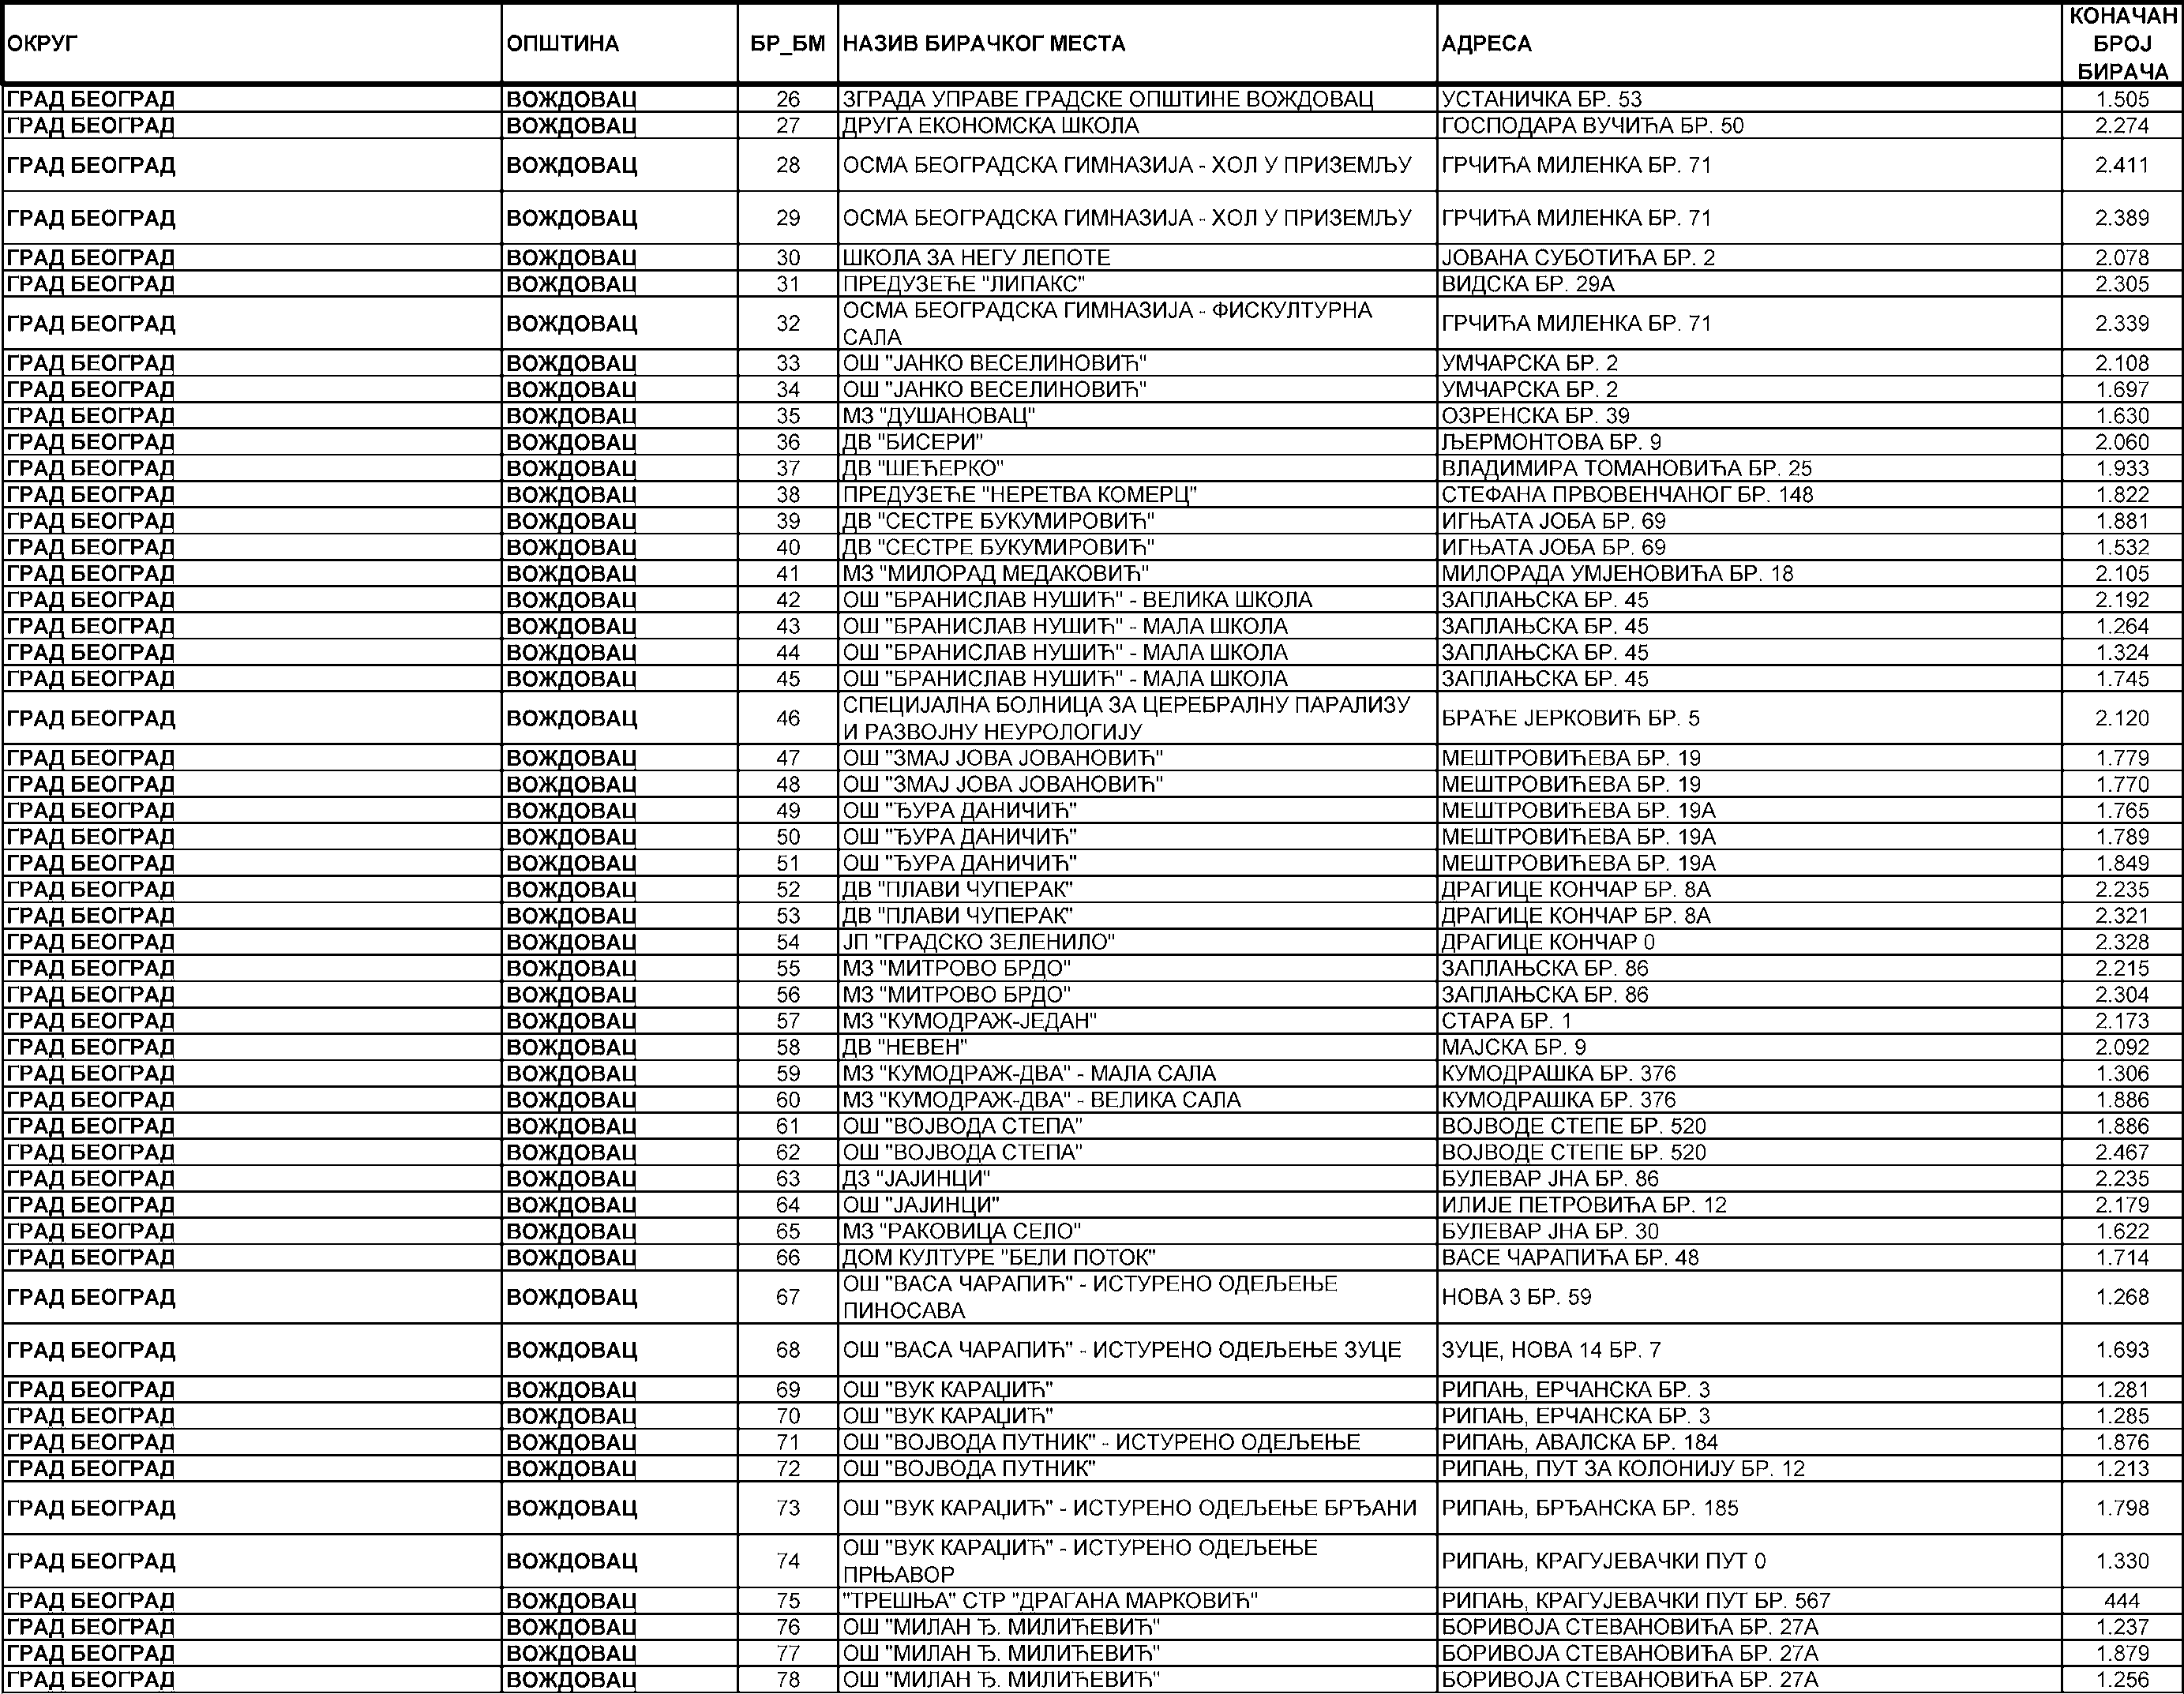 ОКРУГ ОПШТИНА БР_БМ НАЗИВ БИРАЧКОГ МЕСТА АДРЕСА КОНАЧАН БРОЈ БИРАЧА
ГРАД БЕОГРАД ВОЖДОВАЦ 26 ЗГРАДА УПРАВЕ ГРАДСКЕ ОПШТИНЕ ВОЖДОВАЦ УСТАНИЧКА БР. 53 1.505
ГРАД БЕОГРАД ВОЖДОВАЦ 27 ДРУГА ЕКОНОМСКА ШКОЛА ГОСПОДАРА ВУЧИЋА БР. 50 2.274
ГРАД БЕОГРАД ВОЖДОВАЦ 28 ОСМА БЕОГРАДСКА ГИМНАЗИЈА - ХОЛ У ПРИЗЕМЉУ ГРЧИЋА МИЛЕНКА БР. 71 2.411
ГРАД БЕОГРАД ВОЖДОВАЦ 29 ОСМА БЕОГРАДСКА ГИМНАЗИЈА - ХОЛ У ПРИЗЕМЉУ ГРЧИЋА МИЛЕНКА БР. 71 2.389
ГРАД БЕОГРАД ВОЖДОВАЦ 30 ШКОЛА ЗА НЕГУ ЛЕПОТЕ ЈОВАНА СУБОТИЋА БР. 2 2.078
ГРАД БЕОГРАД ВОЖДОВАЦ 31 ПРЕДУЗЕЋЕ "ЛИПАКС" ВИДСКА БР. 29А 2.305
ГРАД БЕОГРАД ВОЖДОВАЦ 32 ОСМА БЕОГРАДСКА ГИМНАЗИЈА - ФИСКУЛТУРНА САЛА ГРЧИЋА МИЛЕНКА БР. 71 2.339
ГРАД БЕОГРАД ВОЖДОВАЦ 33 ОШ "ЈАНКО ВЕСЕЛИНОВИЋ" УМЧАРСКА БР. 2 2.108
ГРАД БЕОГРАД ВОЖДОВАЦ 34 ОШ "ЈАНКО ВЕСЕЛИНОВИЋ" УМЧАРСКА БР. 2 1.697
ГРАД БЕОГРАД ВОЖДОВАЦ 35 МЗ "ДУШАНОВАЦ" ОЗРЕНСКА БР. 39 1.630
ГРАД БЕОГРАД ВОЖДОВАЦ 36 ДВ "БИСЕРИ" ЉЕРМОНТОВА БР. 9 2.060
ГРАД БЕОГРАД ВОЖДОВАЦ 37 ДВ "ШЕЋЕРКО" ВЛАДИМИРА ТОМАНОВИЋА БР. 25 1.933
ГРАД БЕОГРАД ВОЖДОВАЦ 38 ПРЕДУЗЕЋЕ "НЕРЕТВА КОМЕРЦ" СТЕФАНА ПРВОВЕНЧАНОГ БР. 148 1.822
ГРАД БЕОГРАД ВОЖДОВАЦ 39 ДВ "СЕСТРЕ БУКУМИРОВИЋ" ИГЊАТА ЈОБА БР. 69 1.881
ГРАД БЕОГРАД ВОЖДОВАЦ 40 ДВ "СЕСТРЕ БУКУМИРОВИЋ" ИГЊАТА ЈОБА БР. 69 1.532
ГРАД БЕОГРАД ВОЖДОВАЦ 41 МЗ "МИЛОРАД МЕДАКОВИЋ" МИЛОРАДА УМЈЕНОВИЋА БР. 18 2.105
ГРАД БЕОГРАД ВОЖДОВАЦ 42 ОШ "БРАНИСЛАВ НУШИЋ" - ВЕЛИКА ШКОЛА ЗАПЛАЊСКА БР. 45 2.192
ГРАД БЕОГРАД ВОЖДОВАЦ 43 ОШ "БРАНИСЛАВ НУШИЋ" - МАЛА ШКОЛА ЗАПЛАЊСКА БР. 45 1.264
ГРАД БЕОГРАД ВОЖДОВАЦ 44 ОШ "БРАНИСЛАВ НУШИЋ" - МАЛА ШКОЛА ЗАПЛАЊСКА БР. 45 1.324
ГРАД БЕОГРАД ВОЖДОВАЦ 45 ОШ "БРАНИСЛАВ НУШИЋ" - МАЛА ШКОЛА ЗАПЛАЊСКА БР. 45 1.745
ГРАД БЕОГРАД ВОЖДОВАЦ 46 СПЕЦИЈАЛНА БОЛНИЦА ЗА ЦЕРЕБРАЛНУ ПАРАЛИЗУ И РАЗВОЈНУ НЕУРОЛОГИЈУ БРАЋЕ ЈЕРКОВИЋ БР. 5 2.120
ГРАД БЕОГРАД ВОЖДОВАЦ 47 ОШ "ЗМАЈ ЈОВА ЈОВАНОВИЋ" МЕШТРОВИЋЕВА БР. 19 1.779
ГРАД БЕОГРАД ВОЖДОВАЦ 48 ОШ "ЗМАЈ ЈОВА ЈОВАНОВИЋ" МЕШТРОВИЋЕВА БР. 19 1.770
ГРАД БЕОГРАД ВОЖДОВАЦ 49 ОШ "ЂУРА ДАНИЧИЋ" МЕШТРОВИЋЕВА БР. 19А 1.765
ГРАД БЕОГРАД ВОЖДОВАЦ 50 ОШ "ЂУРА ДАНИЧИЋ" МЕШТРОВИЋЕВА БР. 19А 1.789
ГРАД БЕОГРАД ВОЖДОВАЦ 51 ОШ "ЂУРА ДАНИЧИЋ" МЕШТРОВИЋЕВА БР. 19А 1.849
ГРАД БЕОГРАД ВОЖДОВАЦ 52 ДВ "ПЛАВИ ЧУПЕРАК" ДРАГИЦЕ КОНЧАР БР. 8А 2.235
ГРАД БЕОГРАД ВОЖДОВАЦ 53 ДВ "ПЛАВИ ЧУПЕРАК" ДРАГИЦЕ КОНЧАР БР. 8А 2.321
ГРАД БЕОГРАД ВОЖДОВАЦ 54 ЈП "ГРАДСКО ЗЕЛЕНИЛО" ДРАГИЦЕ КОНЧАР 0 2.328
ГРАД БЕОГРАД ВОЖДОВАЦ 55 МЗ "МИТРОВО БРДО" ЗАПЛАЊСКА БР. 86 2.215
ГРАД БЕОГРАД ВОЖДОВАЦ 56 МЗ "МИТРОВО БРДО" ЗАПЛАЊСКА БР. 86 2.304
ГРАД БЕОГРАД ВОЖДОВАЦ 57 МЗ "КУМОДРАЖ-ЈЕДАН" СТАРА БР. 1 2.173
ГРАД БЕОГРАД ВОЖДОВАЦ 58 ДВ "НЕВЕН" МАЈСКА БР. 9 2.092
ГРАД БЕОГРАД ВОЖДОВАЦ 59 МЗ "КУМОДРАЖ-ДВА" - МАЛА САЛА КУМОДРАШКА БР. 376 1.306
ГРАД БЕОГРАД ВОЖДОВАЦ 60 МЗ "КУМОДРАЖ-ДВА" - ВЕЛИКА САЛА КУМОДРАШКА БР. 376 1.886
ГРАД БЕОГРАД ВОЖДОВАЦ 61 ОШ "ВОЈВОДА СТЕПА" ВОЈВОДЕ СТЕПЕ БР. 520 1.886
ГРАД БЕОГРАД ВОЖДОВАЦ 62 ОШ "ВОЈВОДА СТЕПА" ВОЈВОДЕ СТЕПЕ БР. 520 2.467
ГРАД БЕОГРАД ВОЖДОВАЦ 63 ДЗ "ЈАЈИНЦИ" БУЛЕВАР ЈНА БР. 86 2.235
ГРАД БЕОГРАД ВОЖДОВАЦ 64 ОШ "ЈАЈИНЦИ" ИЛИЈЕ ПЕТРОВИЋА БР. 12 2.179
ГРАД БЕОГРАД ВОЖДОВАЦ 65 МЗ "РАКОВИЦА СЕЛО" БУЛЕВАР ЈНА БР. 30 1.622
ГРАД БЕОГРАД ВОЖДОВАЦ 66 ДОМ КУЛТУРЕ "БЕЛИ ПОТОК" ВАСЕ ЧАРАПИЋА БР. 48 1.714
ГРАД БЕОГРАД ВОЖДОВАЦ 67 ОШ "ВАСА ЧАРАПИЋ" - ИСТУРЕНО ОДЕЉЕЊЕ ПИНОСАВА НОВА 3 БР. 59 1.268
ГРАД БЕОГРАД ВОЖДОВАЦ 68 ОШ "ВАСА ЧАРАПИЋ" - ИСТУРЕНО ОДЕЉЕЊЕ ЗУЦЕ ЗУЦЕ, НОВА 14 БР. 7 1.693
ГРАД БЕОГРАД ВОЖДОВАЦ 69 ОШ "ВУК КАРАЏИЋ" РИПАЊ, ЕРЧАНСКА БР. 3 1.281
ГРАД БЕОГРАД ВОЖДОВАЦ 70 ОШ "ВУК КАРАЏИЋ" РИПАЊ, ЕРЧАНСКА БР. 3 1.285
ГРАД БЕОГРАД ВОЖДОВАЦ 71 ОШ "ВОЈВОДА ПУТНИК" - ИСТУРЕНО ОДЕЉЕЊЕ РИПАЊ, АВАЛСКА БР. 184 1.876
ГРАД БЕОГРАД ВОЖДОВАЦ 72 ОШ "ВОЈВОДА ПУТНИК" РИПАЊ, ПУТ ЗА КОЛОНИЈУ БР. 12 1.213
ГРАД БЕОГРАД ВОЖДОВАЦ 73 ОШ "ВУК КАРАЏИЋ" - ИСТУРЕНО ОДЕЉЕЊЕ БРЂАНИ РИПАЊ, БРЂАНСКА БР. 185 1.798
ГРАД БЕОГРАД ВОЖДОВАЦ 74 ОШ "ВУК КАРАЏИЋ" - ИСТУРЕНО ОДЕЉЕЊЕ ПРЊАВОР РИПАЊ, КРАГУЈЕВАЧКИ ПУТ 0 1.330
ГРАД БЕОГРАД ВОЖДОВАЦ 75 "ТРЕШЊА" СТР "ДРАГАНА МАРКОВИЋ" РИПАЊ, КРАГУЈЕВАЧКИ ПУТ БР. 567 444
ГРАД БЕОГРАД ВОЖДОВАЦ 76 ОШ "МИЛАН Ђ. МИЛИЋЕВИЋ" БОРИВОЈА СТЕВАНОВИЋА БР. 27А 1.237
ГРАД БЕОГРАД ВОЖДОВАЦ 77 ОШ "МИЛАН Ђ. МИЛИЋЕВИЋ" БОРИВОЈА СТЕВАНОВИЋА БР. 27А 1.879
ГРАД БЕОГРАД ВОЖДОВАЦ 78 ОШ "МИЛАН Ђ. МИЛИЋЕВИЋ" БОРИВОЈА СТЕВАНОВИЋА БР. 27А 1.256